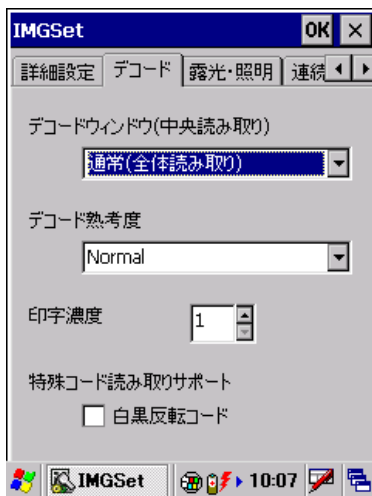 IMGSet OK ×
詳細設定 デコード 露光・照明 連続
デコードウィンドウ(中央読み取り)
通常(全体読み取り)
デコード熟考度
Normal
印字濃度 1
特殊コード読み取りサポート
白黒反転コード
IMGSet 10:07